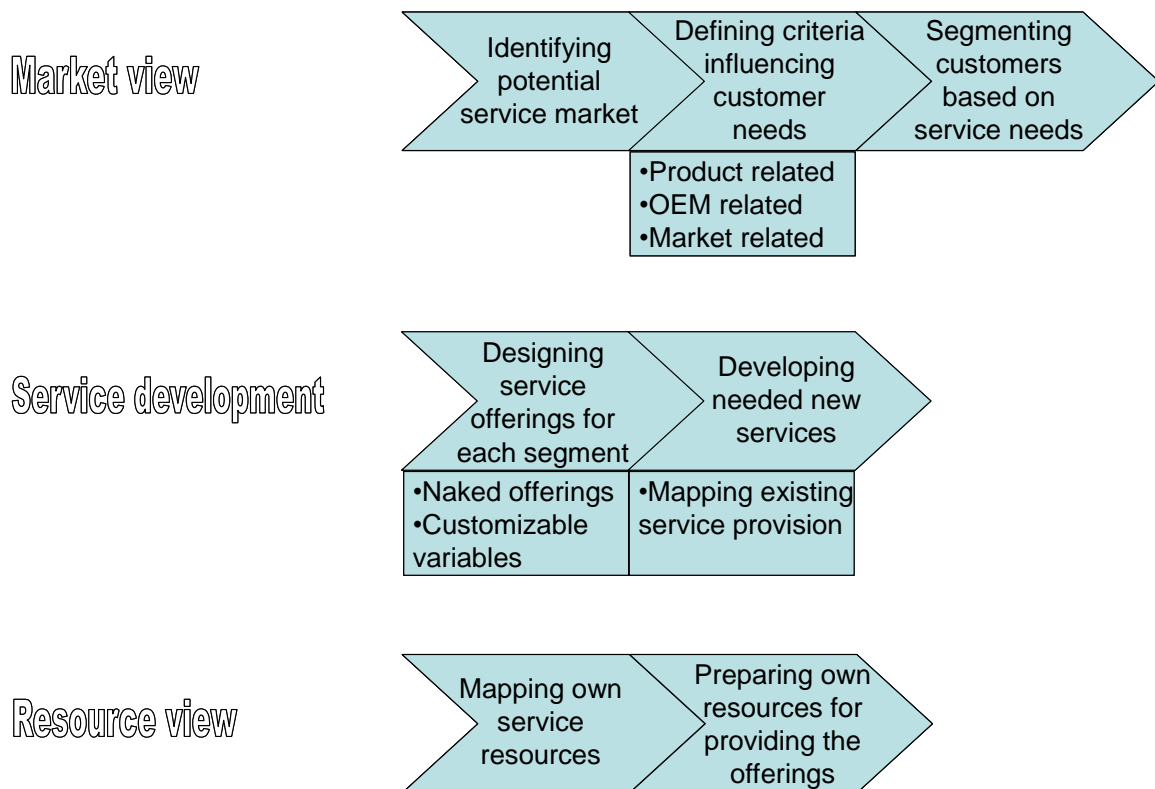 Market view
Identifying
potential
service market
Defining criteria
influencing
customer
needs
Segmenting
customers
based on
service needs
•Product related
•OEM related
•Market related
Service development
Designing
service
offerings for
each segment
Developing
needed new
services
•Naked offerings
•Customizable
variables
•Mapping existing
service provision
Resource view
Mapping own
service
resources
Preparing own
resources for
providing the
offerings